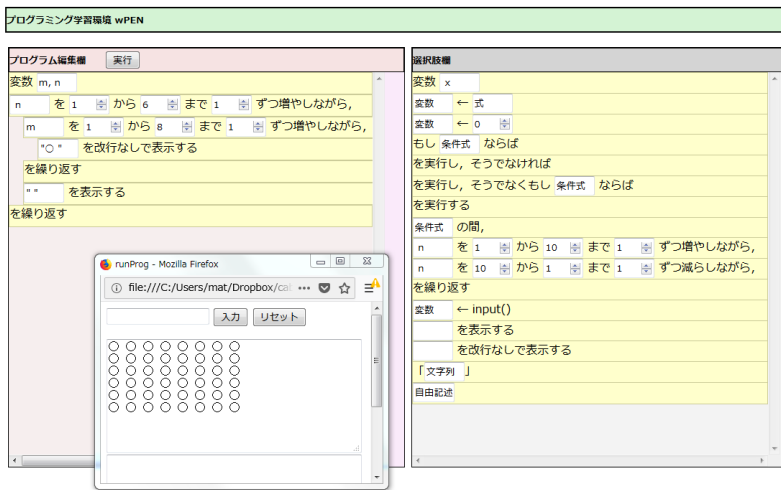 プログラミング学習環境 wPEN
プログラム編集欄 実行
変数 m, n
n を 1 から 6 まで 1 ずつ増やしながら,
m を 1 から 8 まで 1 ずつ増やしながら,
"○ " を改行なしで表示する
を繰り返す
" " を表示する
を繰り返す
runProg - Mozilla Firefox
file:///C:/Users/mat/Dropbox/cal
入力 リセット
○ ○ ○ ○ ○ ○ ○ ○
○ ○ ○ ○ ○ ○ ○ ○
○ ○ ○ ○ ○ ○ ○ ○
○ ○ ○ ○ ○ ○ ○ ○
○ ○ ○ ○ ○ ○ ○ ○
○ ○ ○ ○ ○ ○ ○ ○
選択肢欄
変数 x
変数 ← 式
変数 ← 0
もし 条件式 ならば
を実行し，そうでなければ
を実行し，そうでなくもし 条件式 ならば
を実行する
条件式 の間,
n を 1 から 10 まで 1 ずつ増やしながら,
n を 10 から 1 まで 1 ずつ減らしながら,
を繰り返す
変数 ← input()
を表示する
を改行なしで表示する
「文字列」
自由記述